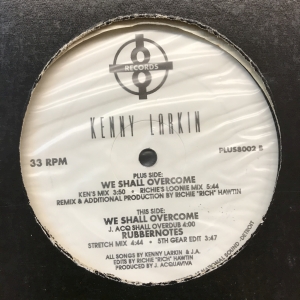 RECORDS
KENNY LARKIN
33 RPM
PLUS8002
PLUS SIDE:
WE SHALL OVERCOME
KEN'S MIX 3:50 • RICHIE'S LOONIE MIX 5:44
REMIX & ADDITIONAL PRODUCTION BY RICHIE "RICH" HAWTIN
THIS SIDE:
WE SHALL OVERCOME
J. ACQ SHALL OVERDUB 4:00
RUBBERNOTES
STRETCH MIX 4:44 • 5TH GEAR EDIT 3:47
ALL SONGS BY KENNY LARKIN & J.A.
EDITS BY RICHIE "RICH" HAWTIN
PRODUCED BY J. ACQUAVIVA
SOUND
DETROIT